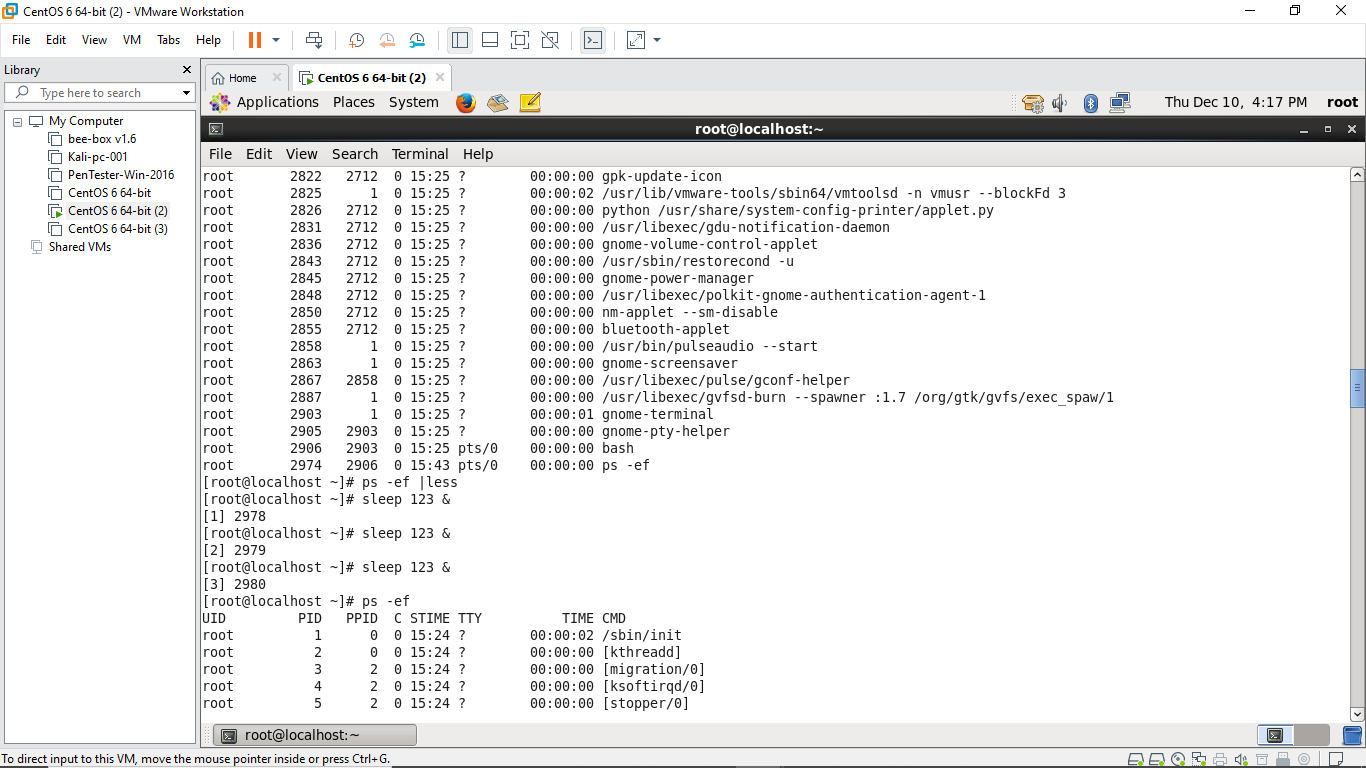 CentOS 6 64-bit (2) - VMware Workstation
File Edit View VM Tabs Help
Library
Type here to search
My Computer
bee-box v1.6
Kali-pc-001
PenTester-Win-2016
CentOS 6 64-bit
CentOS 6 64-bit (2)
CentOS 6 64-bit (3)
Shared VMs
Home
CentOS 6 64-bit (2)
Applications Places System
Thu Dec 10, 4:17 PM root
root@localhost:~
File Edit View Search Terminal Help
root 2822 2712 0 15:25 ? 00:00:00 gpk-update-icon
root 2825 1 0 15:25 ? 00:00:02 /usr/lib/vmware-tools/sbin64/vmtoolsd -n vmusr --blockFd 3
root 2826 2712 0 15:25 ? 00:00:00 python /usr/share/system-config-printer/applet.py
root 2831 2712 0 15:25 ? 00:00:00 /usr/libexec/gdu-notification-daemon
root 2836 2712 0 15:25 ? 00:00:00 gnome-volume-control-applet
root 2843 2712 0 15:25 ? 00:00:00 /usr/sbin/restorecond -u
root 2845 2712 0 15:25 ? 00:00:00 gnome-power-manager
root 2848 2712 0 15:25 ? 00:00:00 /usr/libexec/polkit-gnome-authentication-agent-1
root 2850 2712 0 15:25 ? 00:00:00 nm-applet --sm-disable
root 2855 2712 0 15:25 ? 00:00:00 bluetooth-applet
root 2858 1 0 15:25 ? 00:00:00 /usr/bin/pulseaudio --start
root 2863 1 0 15:25 ? 00:00:00 gnome-screensaver
root 2867 2858 0 15:25 ? 00:00:00 /usr/libexec/pulse/gconf-helper
root 2887 1 0 15:25 ? 00:00:00 /usr/libexec/gvfsd-burn --spawner :1.7 /org/gtk/gvfs/exec_spaw/1
root 2903 1 0 15:25 ? 00:00:01 gnome-terminal
root 2905 2903 0 15:25 ? 00:00:00 gnome-pty-helper
root 2906 2903 0 15:25 pts/0 00:00:00 bash
root 2974 2906 0 15:43 pts/0 00:00:00 ps -ef
[root@localhost ~]# ps -ef |less
[root@localhost ~]# sleep 123 &
[1] 2978
[root@localhost ~]# sleep 123 &
[2] 2979
[root@localhost ~]# sleep 123 &
[3] 2980
[root@localhost ~]# ps -ef
UID PID PPID C STIME TTY TIME CMD
root 1 0 0 15:24 ? 00:00:02 /sbin/init
root 2 0 0 15:24 ? 00:00:00 [kthreadd]
root 3 2 0 15:24 ? 00:00:00 [migration/0]
root 4 2 0 15:24 ? 00:00:00 [ksoftirqd/0]
root 5 2 0 15:24 ? 00:00:00 [stopper/0]
root@localhost:~
To direct input to this VM, move the mouse pointer inside or press Ctrl+G.